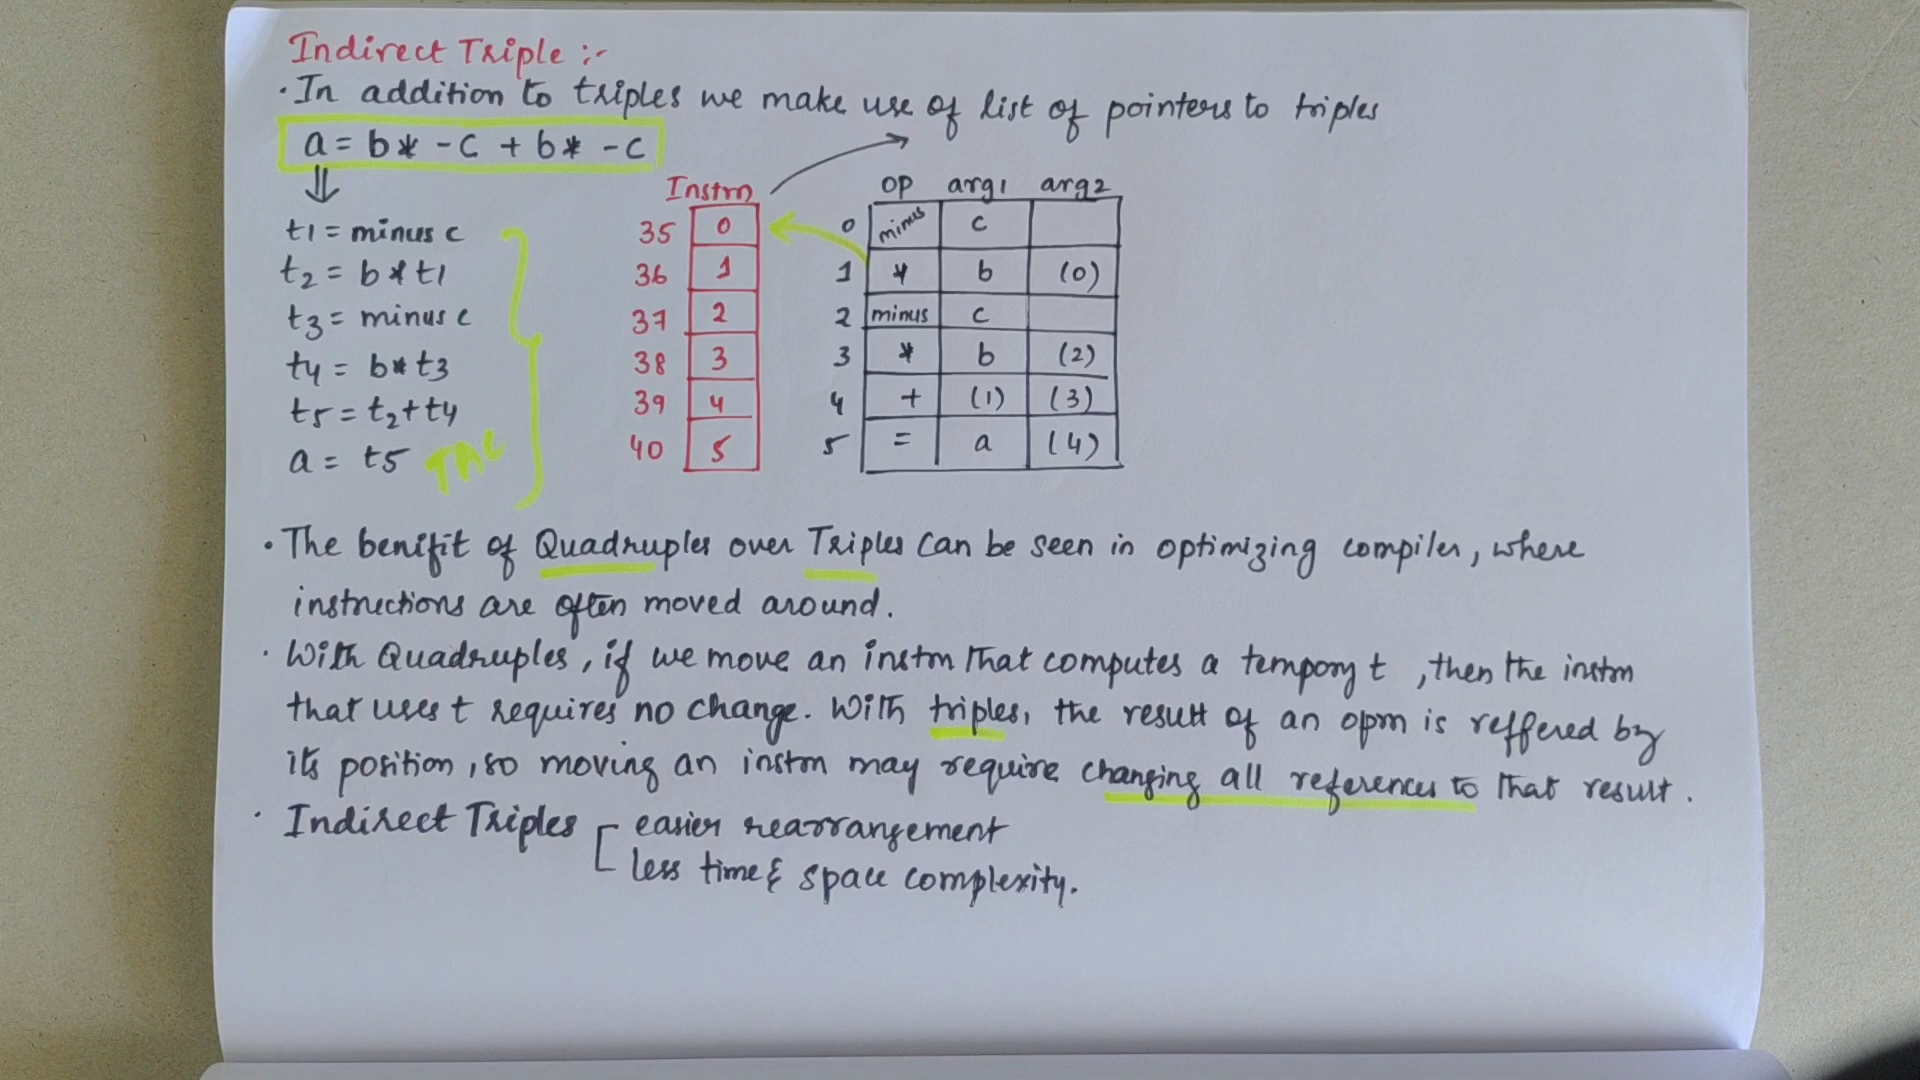 Indirect Triple :-
· In addition to triples we make use of list of pointers to triples
a = b * - c + b * - c
⇓
t1 = minus c
t2 = b * t1
t3 = minus c
t4 = b * t3
t5 = t2 + t4
a = t5
TAC
Instrn
35 0
36 1
37 2
38 3
39 4
40 5
op arg1 arg2
0 minus c
1 * b (0)
2 minus c
3 * b (2)
4 + (1) (3)
5 = a (4)
· The benifit of Quadruples over Triples can be seen in optimizing compiler, where
instructions are often moved around.
· With Quadruples, if we move an instrn that computes a tempory t , then the instrn
that uses t requires no change. With triples, the result of an oprn is reffered by
its position, so moving an instrn may require changing all references to that result.
· Indirect Triples [ easier rearrangement
less time & space complexity.